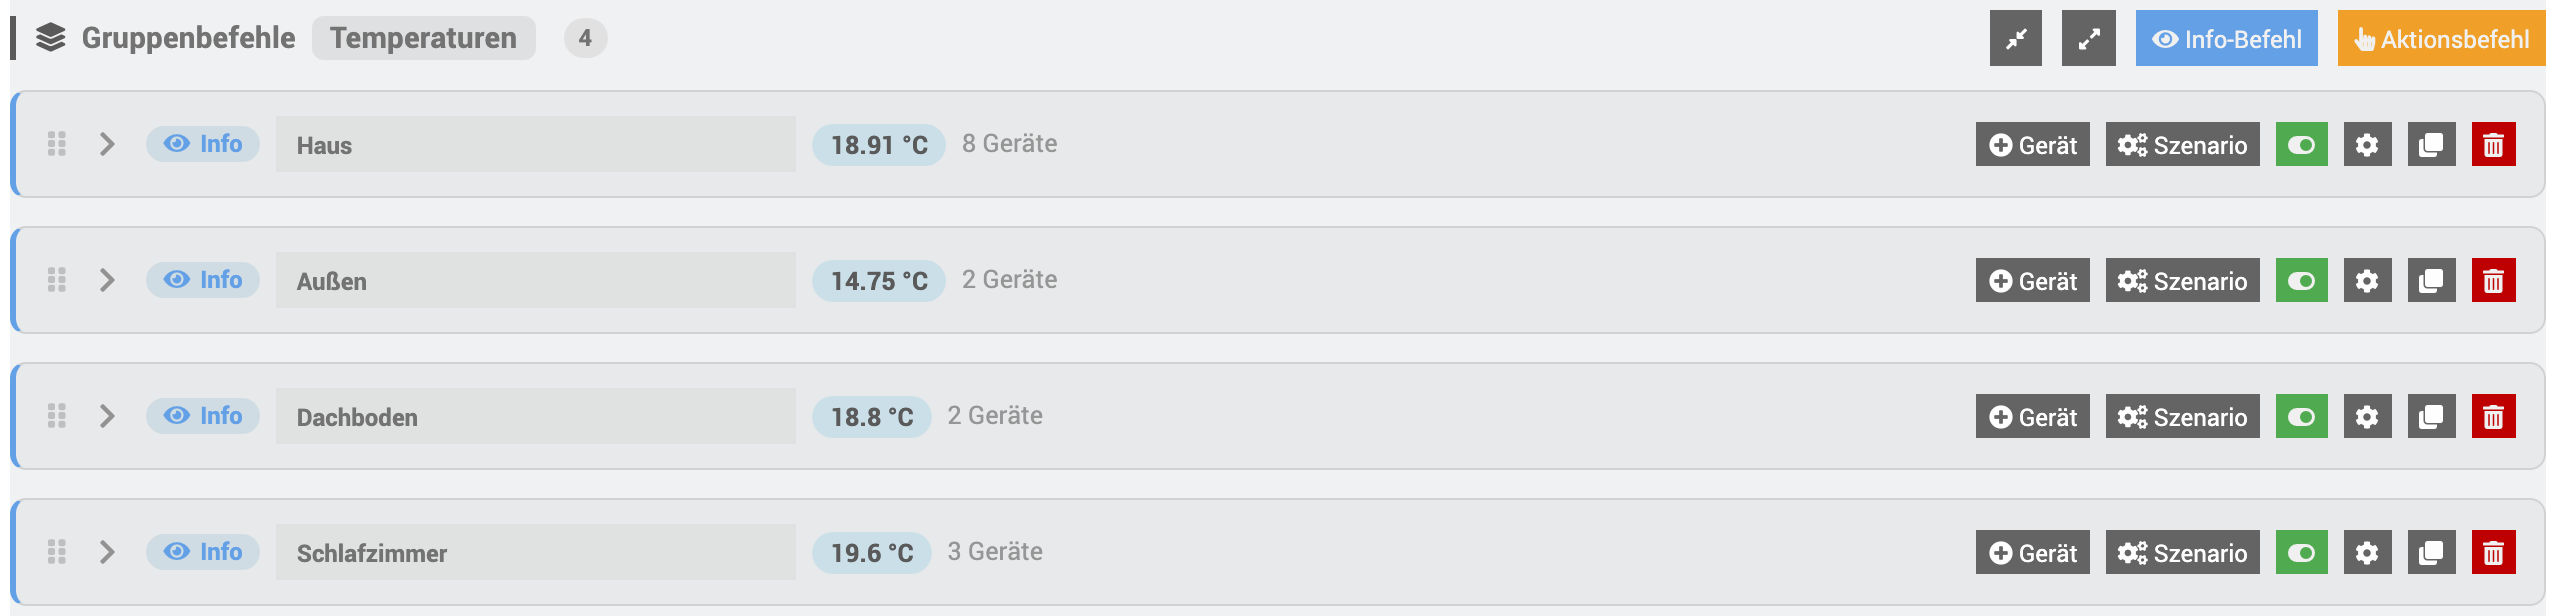 Gruppenbefehle Temperaturen 4 Info-Befehl Aktionsbefehl
Info Haus 18.91 °C 8 Geräte Gerät Szenario
Info Außen 14.75 °C 2 Geräte Gerät Szenario
Info Dachboden 18.8 °C 2 Geräte Gerät Szenario
Info Schlafzimmer 19.6 °C 3 Geräte Gerät Szenario